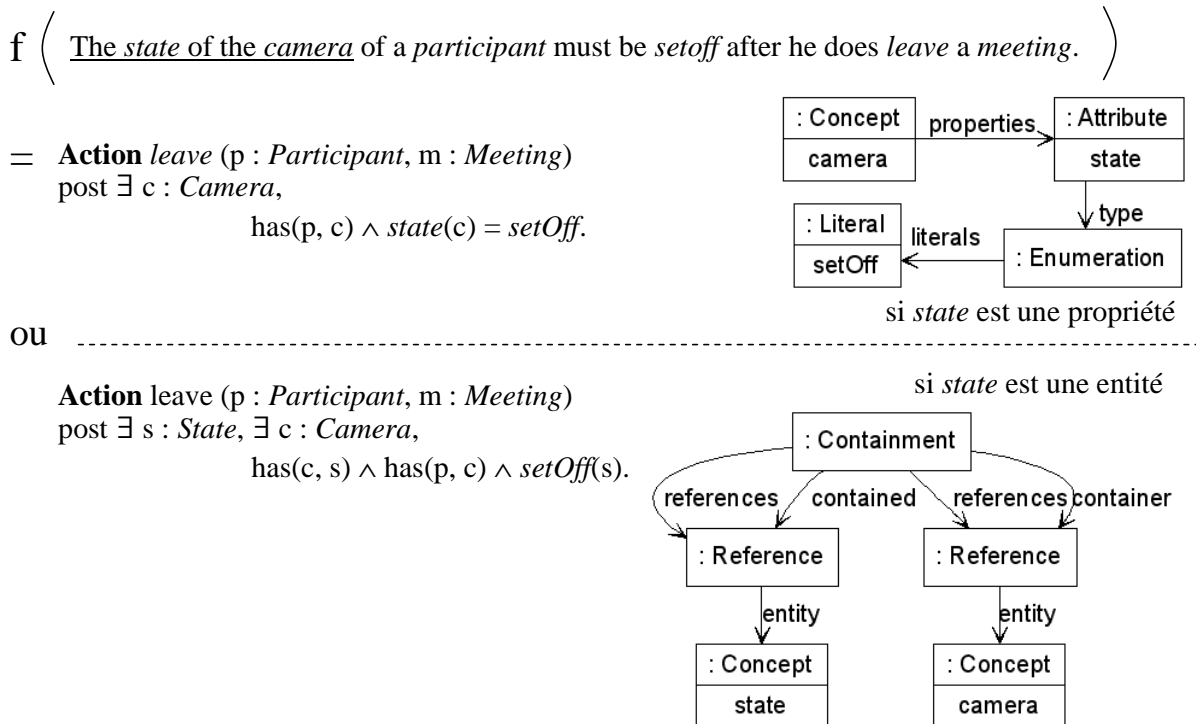 f ( The state of the camera of a participant must be setoff after he does leave a meeting. )
= Action leave (p : Participant, m : Meeting)
post ∃ c : Camera,
has(p, c) ∧ state(c) = setOff.
: Concept
camera
properties
: Attribute
state
type
: Literal
setOff
literals
: Enumeration
si state est une propriété
ou
Action leave (p : Participant, m : Meeting)
post ∃ s : State, ∃ c : Camera,
has(c, s) ∧ has(p, c) ∧ setOff(s).
si state est une entité
: Containment
references
contained
references
container
: Reference
: Reference
entity
entity
: Concept
state
: Concept
camera